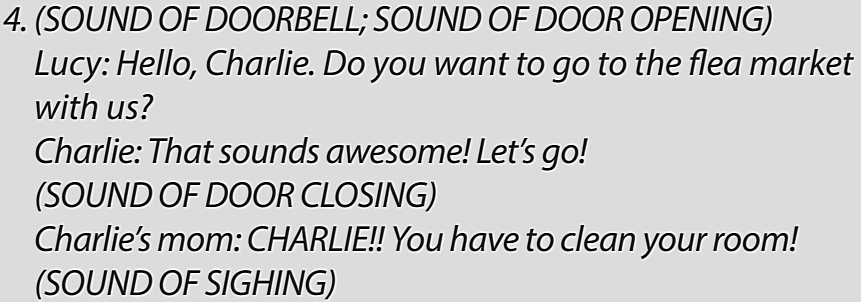 4. (SOUND OF DOORBELL; SOUND OF DOOR OPENING)
Lucy: Hello, Charlie. Do you want to go to the flea market
with us?
Charlie: That sounds awesome! Let’s go!
(SOUND OF DOOR CLOSING)
Charlie’s mom: CHARLIE!! You have to clean your room!
(SOUND OF SIGHING)